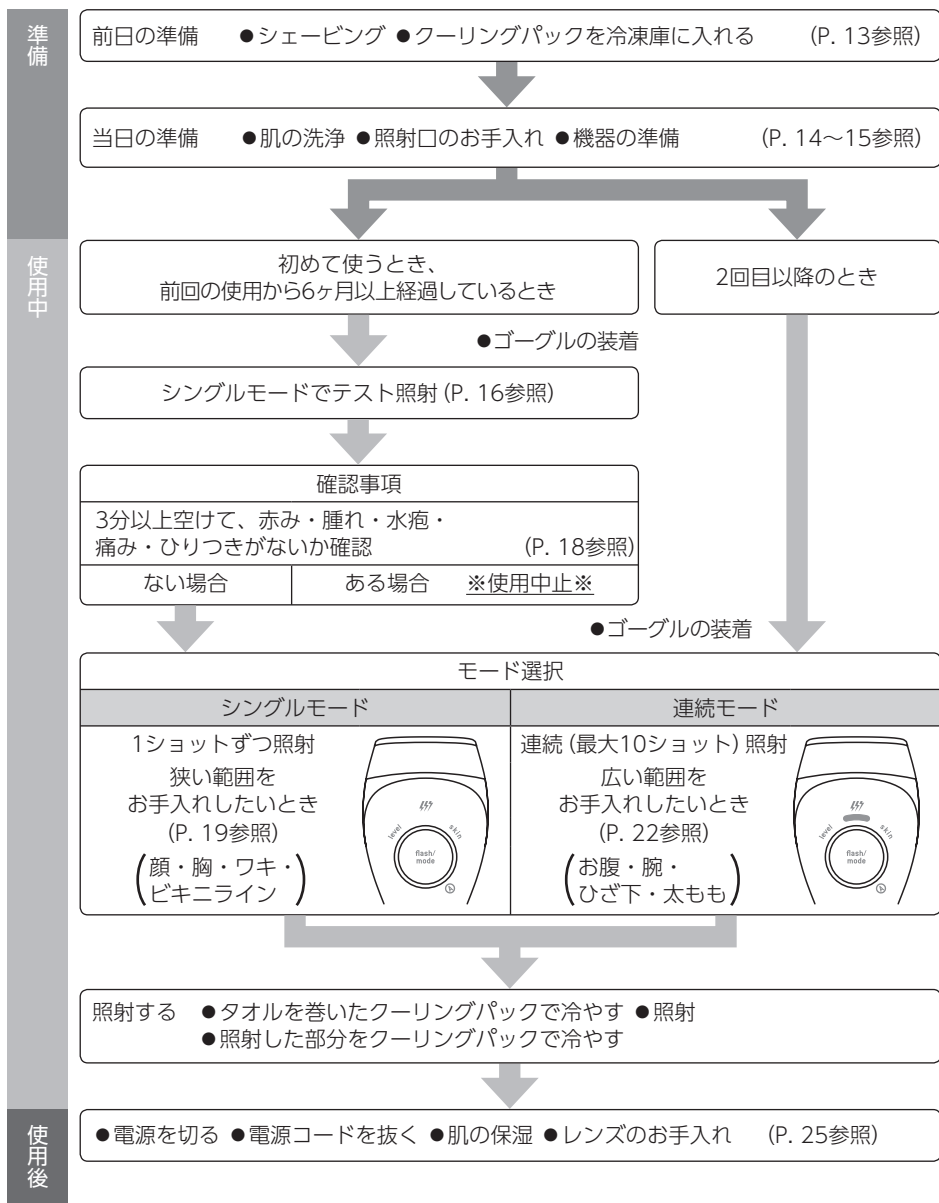 準備
前日の準備 ●シェービング ●クーリングパックを冷凍庫に入れる (P. 13参照)
当日の準備 ●肌の洗浄 ●照射口のお手入れ ●機器の準備 (P. 14〜15参照)
使用中
初めて使うとき、
前回の使用から6ヶ月以上経過しているとき
2回目以降のとき
●ゴーグルの装着
シングルモードでテスト照射 (P. 16参照)
確認事項
3分以上空けて、赤み・腫れ・水疱・
痛み・ひりつきがないか確認 (P. 18参照)
ない場合 ある場合 ※使用中止※
●ゴーグルの装着
モード選択
シングルモード
1ショットずつ照射
狭い範囲を
お手入れしたいとき
(P. 19参照)
(顔・胸・ワキ・
ビキニライン)
level
skin
flash/
mode
連続モード
連続 (最大10ショット) 照射
広い範囲を
お手入れしたいとき
(P. 22参照)
(お腹・腕・
ひざ下・太もも)
level
skin
flash/
mode
照射する ●タオルを巻いたクーリングパックで冷やす ●照射
●照射した部分をクーリングパックで冷やす
使用後
●電源を切る ●電源コードを抜く ●肌の保湿 ●レンズのお手入れ (P. 25参照)